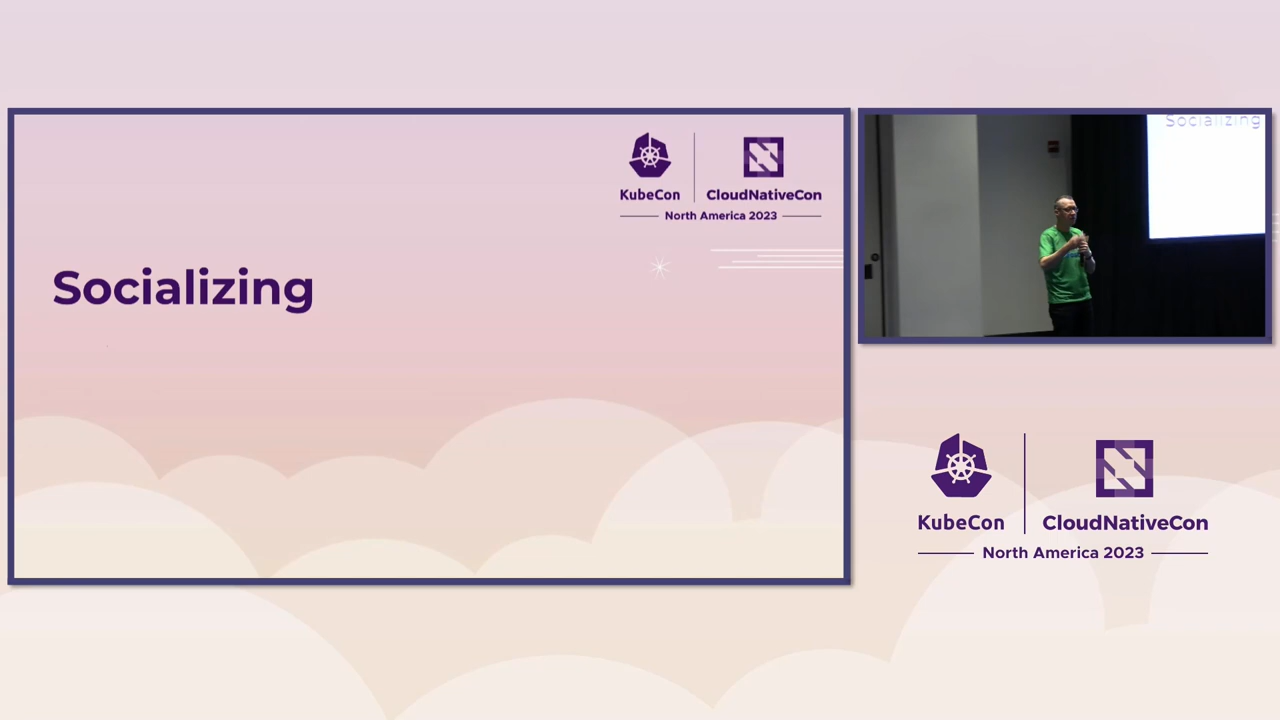 KubeCon
CloudNativeCon
North America 2023
Socializing
Socializing
KubeCon
CloudNativeCon
North America 2023